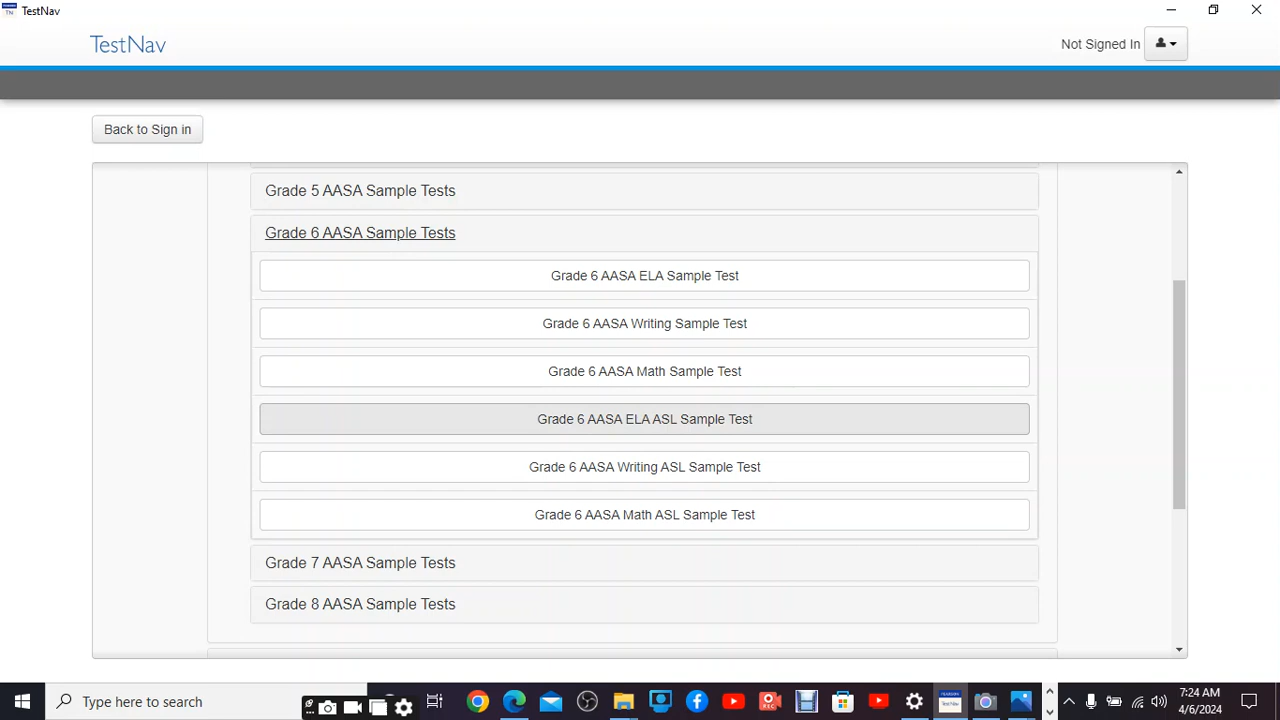 TestNav
TestNav
Not Signed In
Back to Sign in
Grade 5 AASA Sample Tests
Grade 6 AASA Sample Tests
Grade 6 AASA ELA Sample Test
Grade 6 AASA Writing Sample Test
Grade 6 AASA Math Sample Test
Grade 6 AASA ELA ASL Sample Test
Grade 6 AASA Writing ASL Sample Test
Grade 6 AASA Math ASL Sample Test
Grade 7 AASA Sample Tests
Grade 8 AASA Sample Tests
Type here to search
7:24 AM
4/6/2024